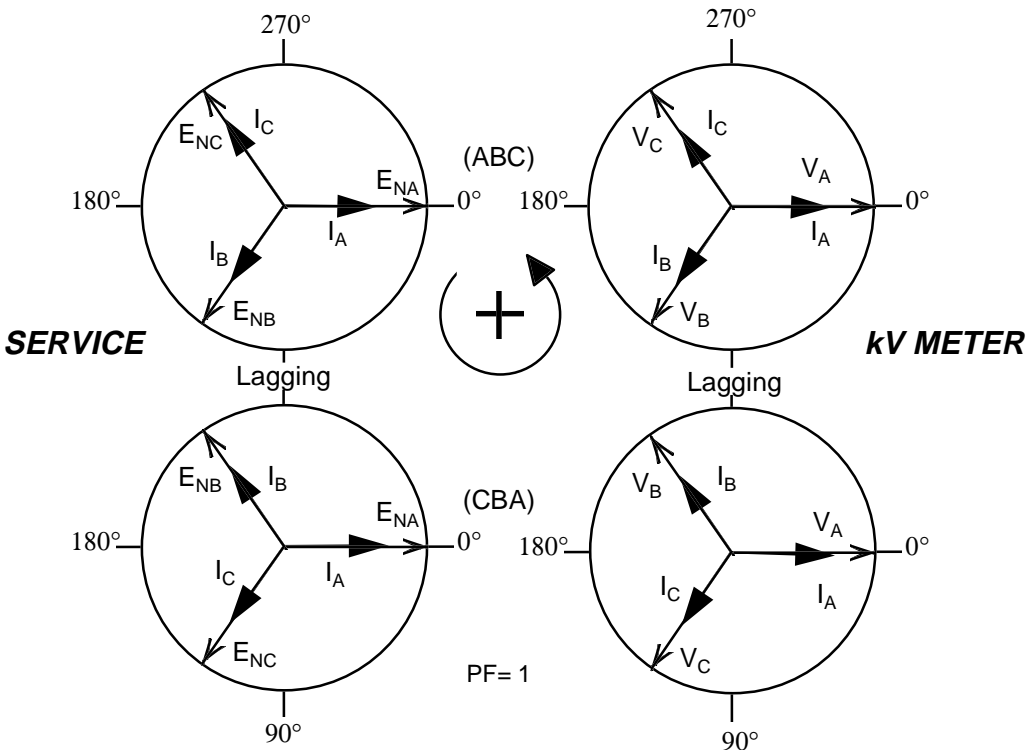 270°
270°
I_C
E_NC
(ABC)
E_NA
180°
0°
I_A
I_B
E_NB
I_C
V_C
V_A
180°
0°
I_A
I_B
V_B
+
SERVICE
kV METER
Lagging
Lagging
E_NB
I_B
(CBA)
E_NA
180°
0°
I_C
I_A
E_NC
V_B
I_B
V_A
180°
0°
I_C
I_A
V_C
PF= 1
90°
90°